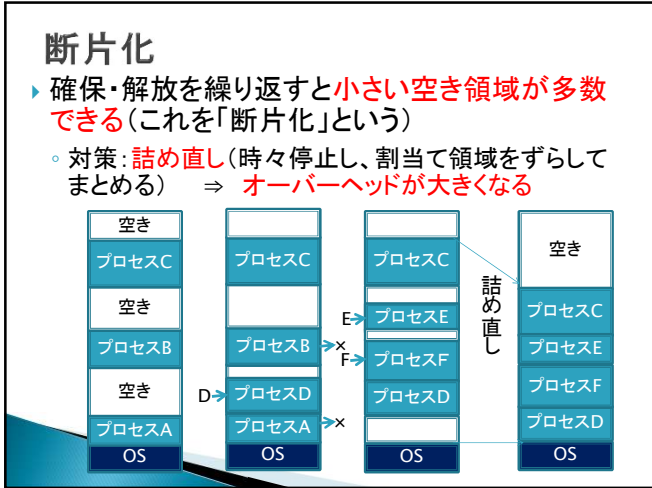 断片化
確保・解放を繰り返すと小さい空き領域が多数
できる(これを「断片化」という)
対策:詰め直し(時々停止し、割当て領域をずらして
まとめる) ⇒ オーバーヘッドが大きくなる
空き
プロセスC
空き
プロセスB
空き
プロセスA
OS
プロセスC
プロセスB
×
D
プロセスD
プロセスA
×
OS
プロセスC
E
プロセスE
F
プロセスF
プロセスD
OS
詰め直し
空き
プロセスC
プロセスE
プロセスF
プロセスD
OS